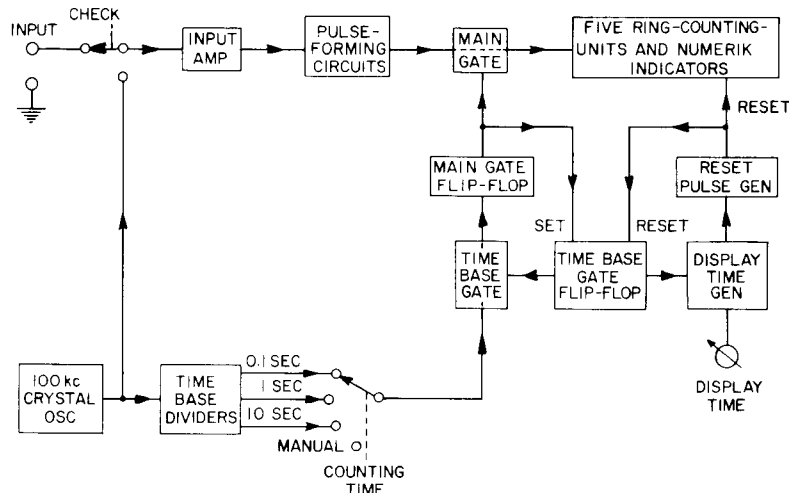 CHECK
INPUT
INPUT
AMP
PULSE-
FORMING
CIRCUITS
MAIN
GATE
FIVE RING-COUNTING-
UNITS AND NUMERIK
INDICATORS
RESET
MAIN GATE
FLIP-FLOP
RESET
PULSE GEN
SET
RESET
TIME
BASE
GATE
TIME BASE
GATE
FLIP-FLOP
DISPLAY
TIME
GEN
DISPLAY
TIME
100 kc
CRYSTAL
OSC
TIME
BASE
DIVIDERS
0.1 SEC
1 SEC
10 SEC
MANUAL
COUNTING
TIME